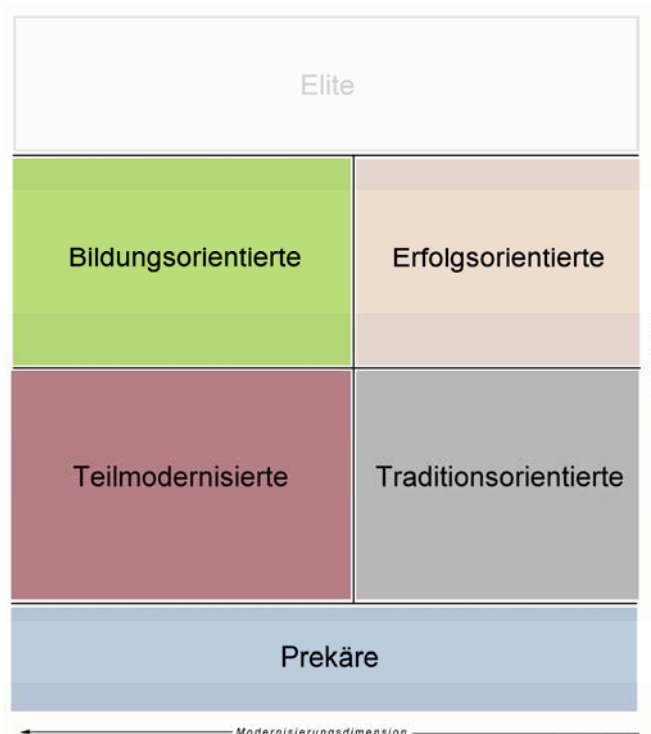 Elite
Bildungsorientierte
Erfolgsorientierte
Teilmodernisierte
Traditionsorientierte
Prekäre
Modernisierungsdimension